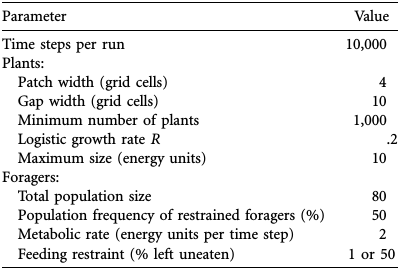 Parameter Value
Time steps per run 10,000
Plants:
Patch width (grid cells) 4
Gap width (grid cells) 10
Minimum number of plants 1,000
Logistic growth rate R .2
Maximum size (energy units) 10
Foragers:
Total population size 80
Population frequency of restrained foragers (%) 50
Metabolic rate (energy units per time step) 2
Feeding restraint (% left uneaten) 1 or 50